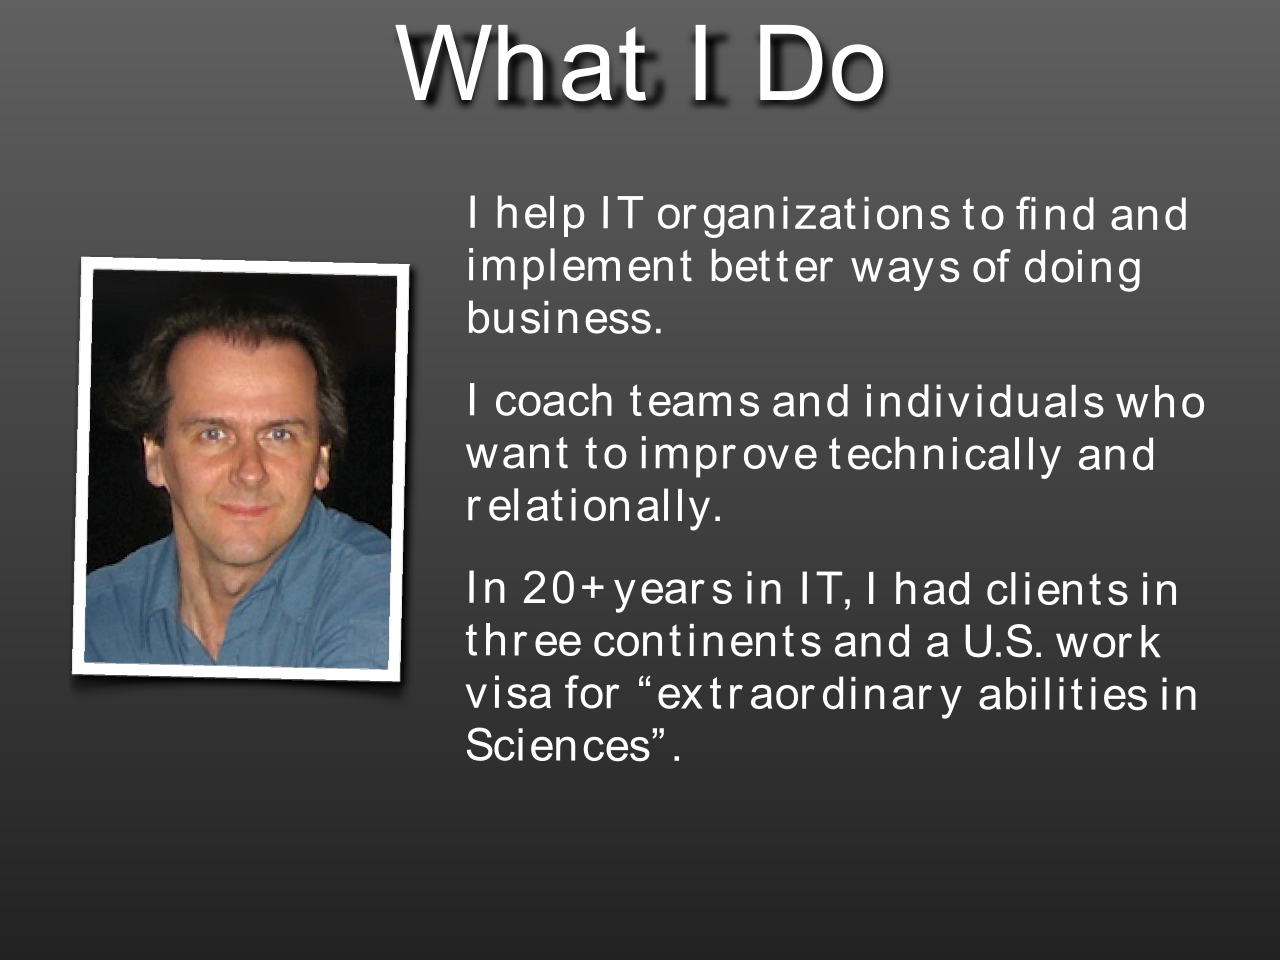 What I Do
I help IT organizations to find and
implement better ways of doing
business.
I coach teams and individuals who
want to improve technically and
relationally.
In 20+ years in IT, I had clients in
three continents and a U.S. work
visa for “extraordinary abilities in
Sciences”.